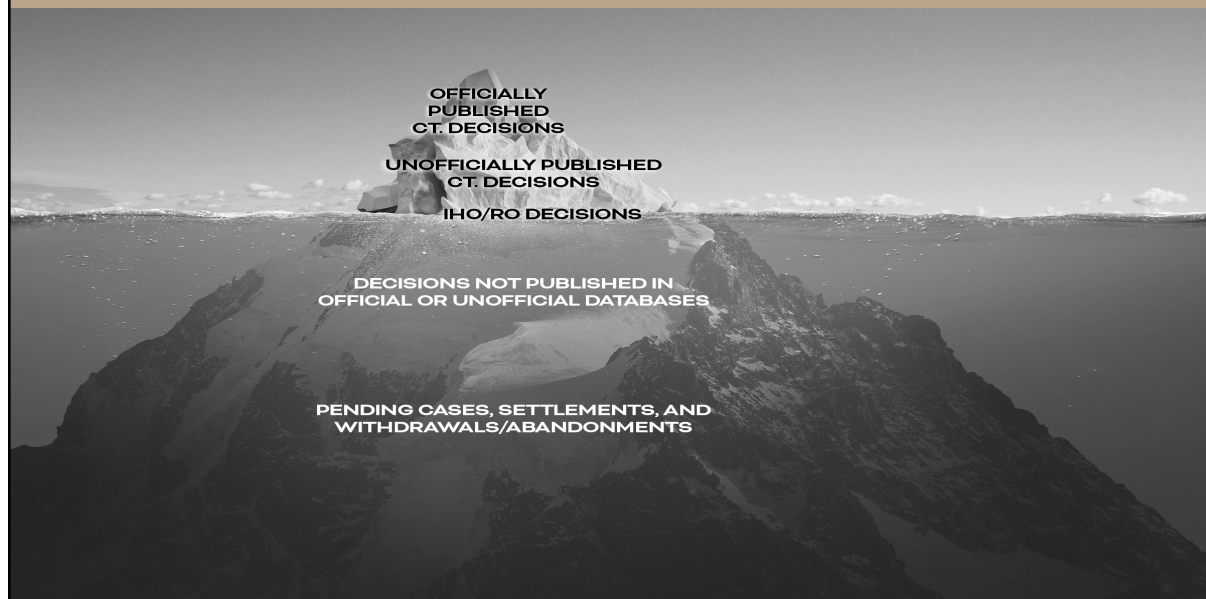 OFFICIALLY
PUBLISHED
CT. DECISIONS
UNOFFICIALLY PUBLISHED
CT. DECISIONS
IHO/RO DECISIONS
DECISIONS NOT PUBLISHED IN
OFFICIAL OR UNOFFICIAL DATABASES
PENDING CASES, SETTLEMENTS, AND
WITHDRAWALS/ABANDONMENTS